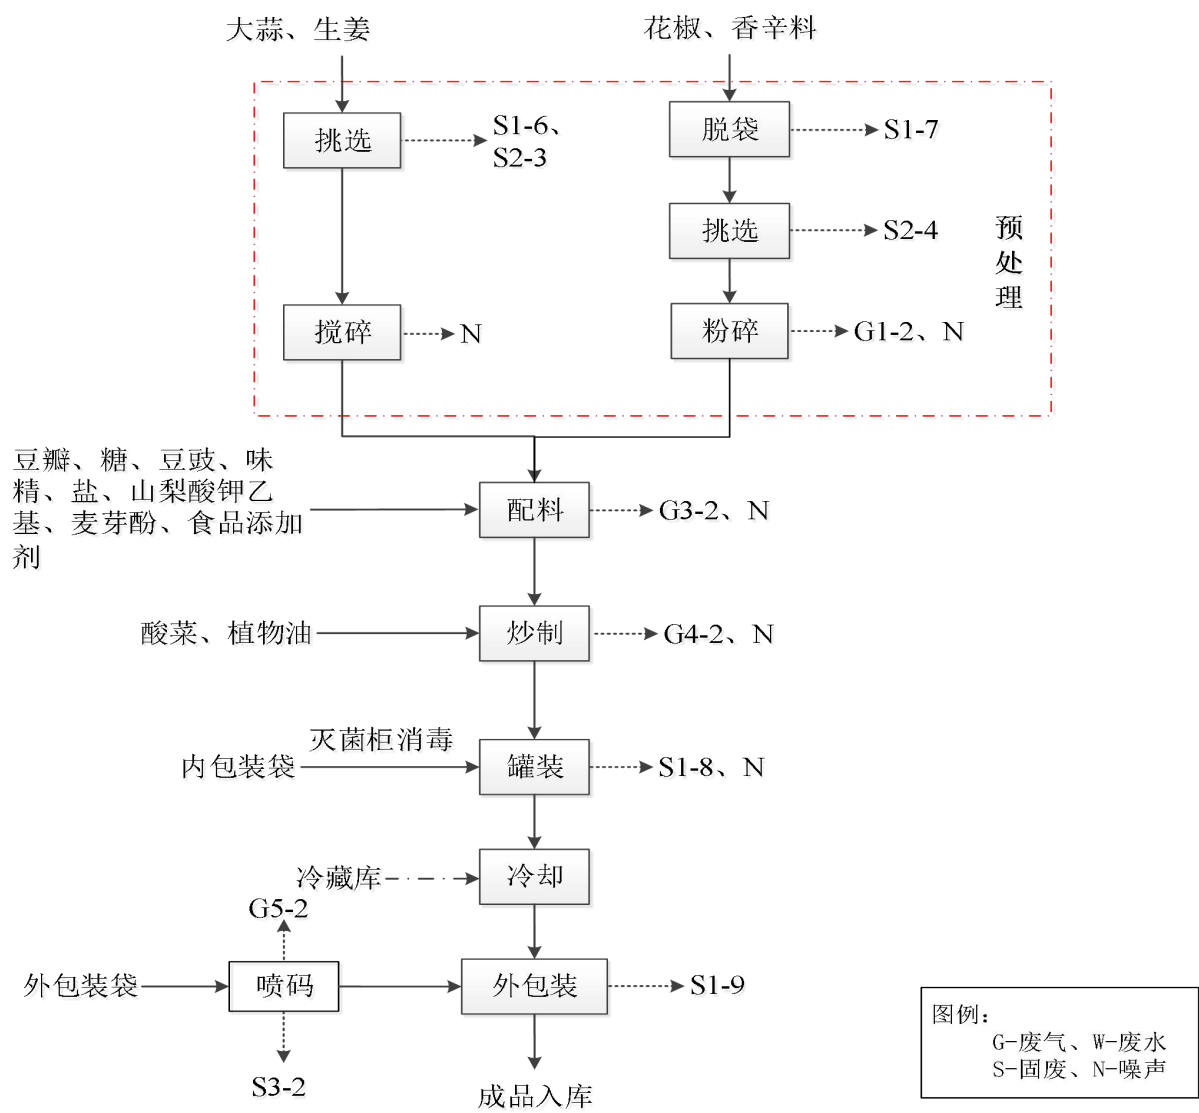 大蒜、生姜
花椒、香辛料
挑选
S1-6、
S2-3
脱袋
S1-7
挑选
S2-4
预
处
理
搅碎
N
粉碎
G1-2、N
豆瓣、糖、豆豉、味
精、盐、山梨酸钾乙
基、麦芽酚、食品添加
剂
配料
G3-2、N
酸菜、植物油
炒制
G4-2、N
灭菌柜消毒
内包装袋
罐装
S1-8、N
冷藏库
冷却
G5-2
外包装袋
喷码
外包装
S1-9
S3-2
成品入库
图例：
G-废气、W-废水
S-固废、N-噪声